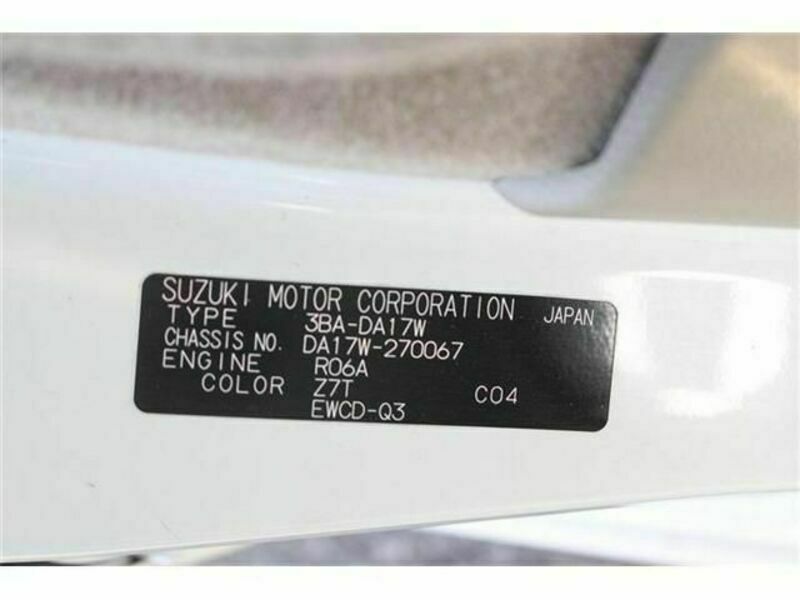 SUZUKI MOTOR CORPORATION JAPAN
TYPE 3BA-DA17W
CHASSIS NO. DA17W-270067
ENGINE R06A
COLOR Z7T C04
EWCD-Q3